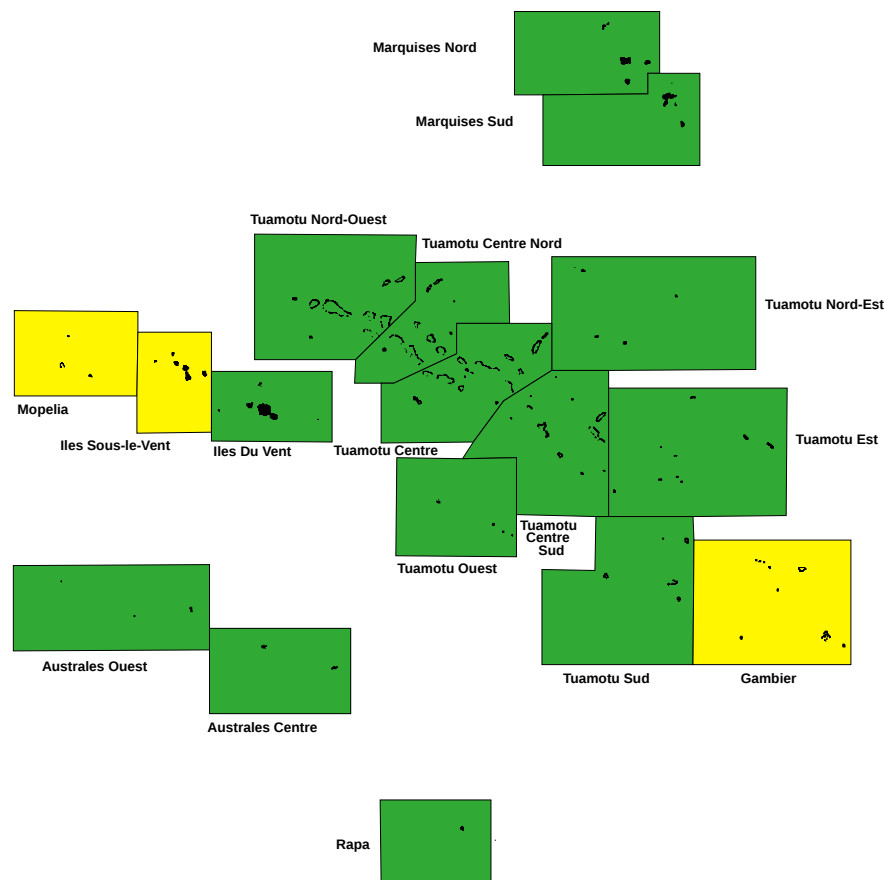 Marquises Nord
Marquises Sud
Tuamotu Nord-Ouest
Tuamotu Centre Nord
Tuamotu Nord-Est
Mopelia
Iles Sous-le-Vent
Iles Du Vent
Tuamotu Centre
Tuamotu Est
Tuamotu
Centre
Sud
Tuamotu Ouest
Australes Ouest
Tuamotu Sud
Gambier
Australes Centre
Rapa